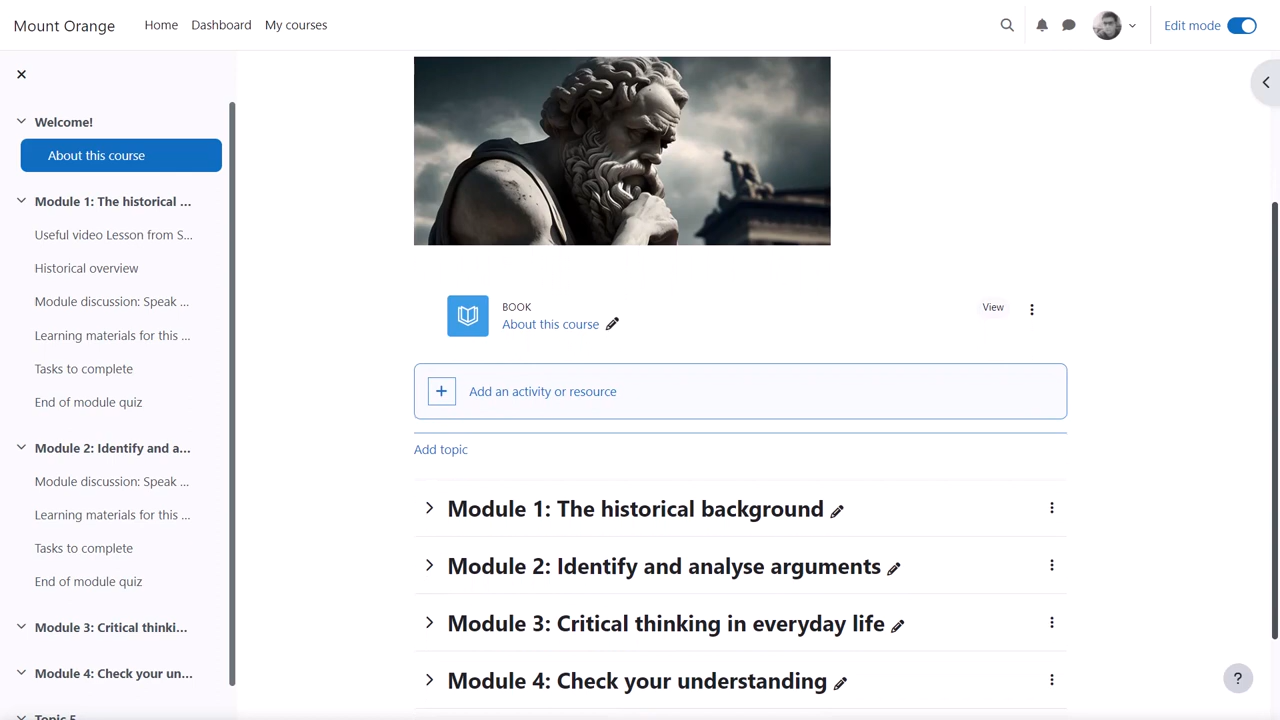 Mount Orange
Home Dashboard My courses
Edit mode
Welcome!
About this course
Module 1: The historical ...
Useful video Lesson from S...
Historical overview
Module discussion: Speak ...
Learning materials for this ...
Tasks to complete
End of module quiz
Module 2: Identify and a...
Module discussion: Speak ...
Learning materials for this ...
Tasks to complete
End of module quiz
Module 3: Critical thinki...
Module 4: Check your un...
Topic 5
BOOK
About this course
View
Add an activity or resource
Add topic
Module 1: The historical background
Module 2: Identify and analyse arguments
Module 3: Critical thinking in everyday life
Module 4: Check your understanding
?